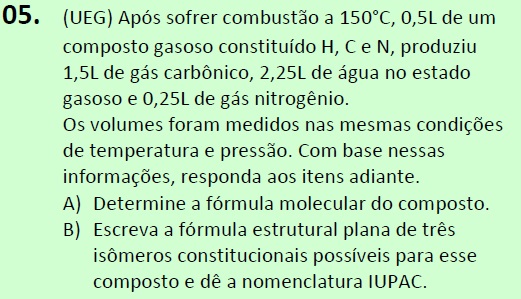 05. (UEG) Após sofrer combustão a 150°C, 0,5L de um
composto gasoso constituído H, C e N, produziu
1,5L de gás carbônico, 2,25L de água no estado
gasoso e 0,25L de gás nitrogênio.
Os volumes foram medidos nas mesmas condições
de temperatura e pressão. Com base nessas
informações, responda aos itens adiante.
A) Determine a fórmula molecular do composto.
B) Escreva a fórmula estrutural plana de três
isômeros constitucionais possíveis para esse
composto e dê a nomenclatura IUPAC.